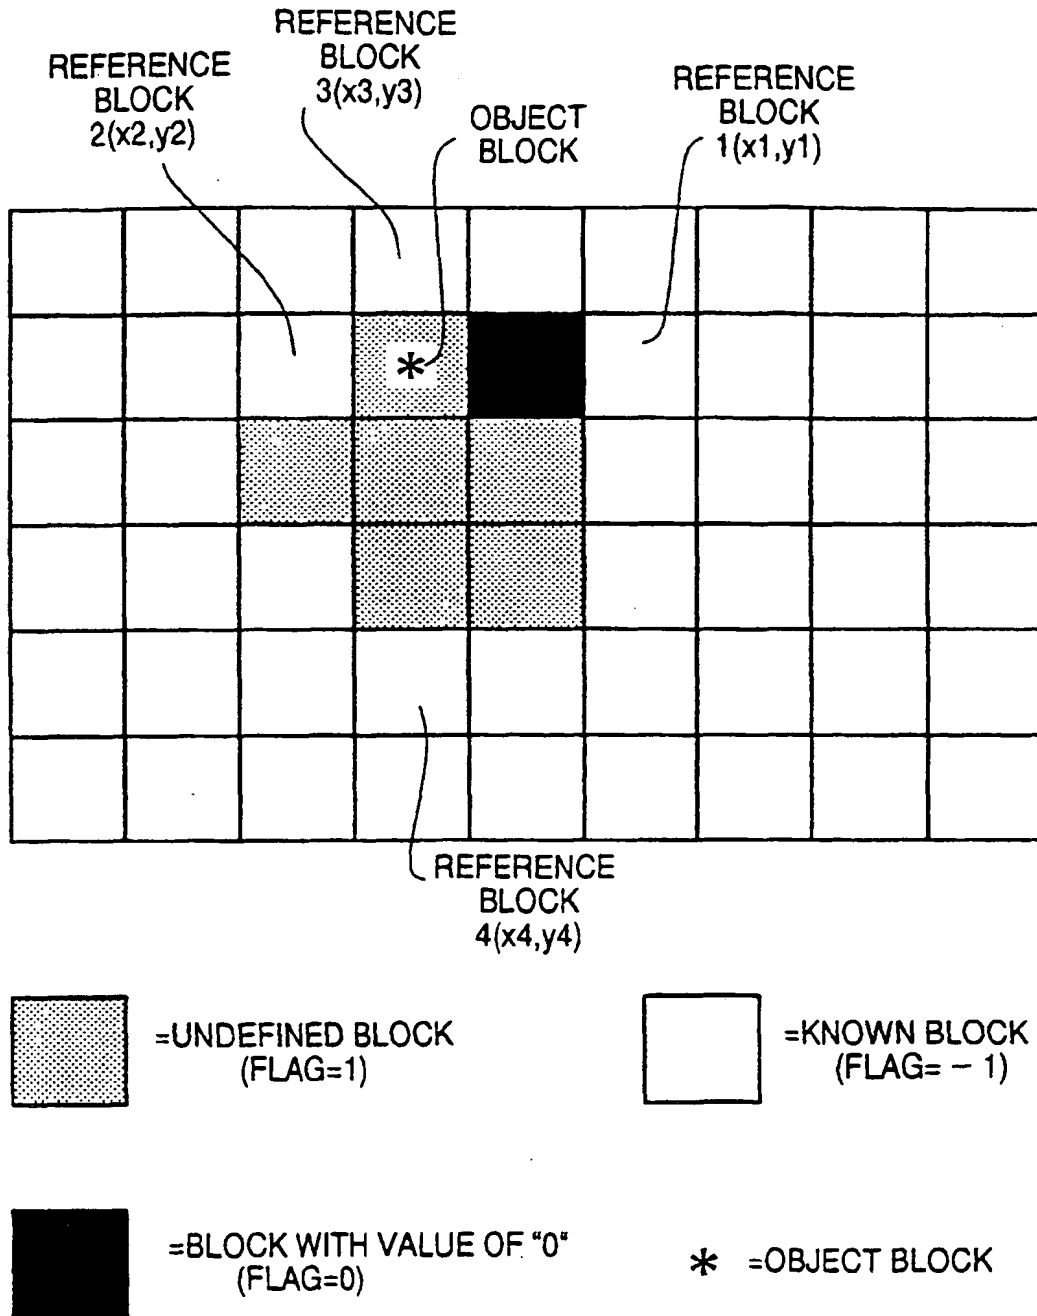 REFERENCE
BLOCK
3(x3,y3)
REFERENCE
BLOCK
2(x2,y2)
OBJECT
BLOCK
REFERENCE
BLOCK
1(x1,y1)
*
REFERENCE
BLOCK
4(x4,y4)
=UNDEFINED BLOCK
(FLAG=1)
=KNOWN BLOCK
(FLAG= − 1)
=BLOCK WITH VALUE OF "0"
(FLAG=0)
* =OBJECT BLOCK